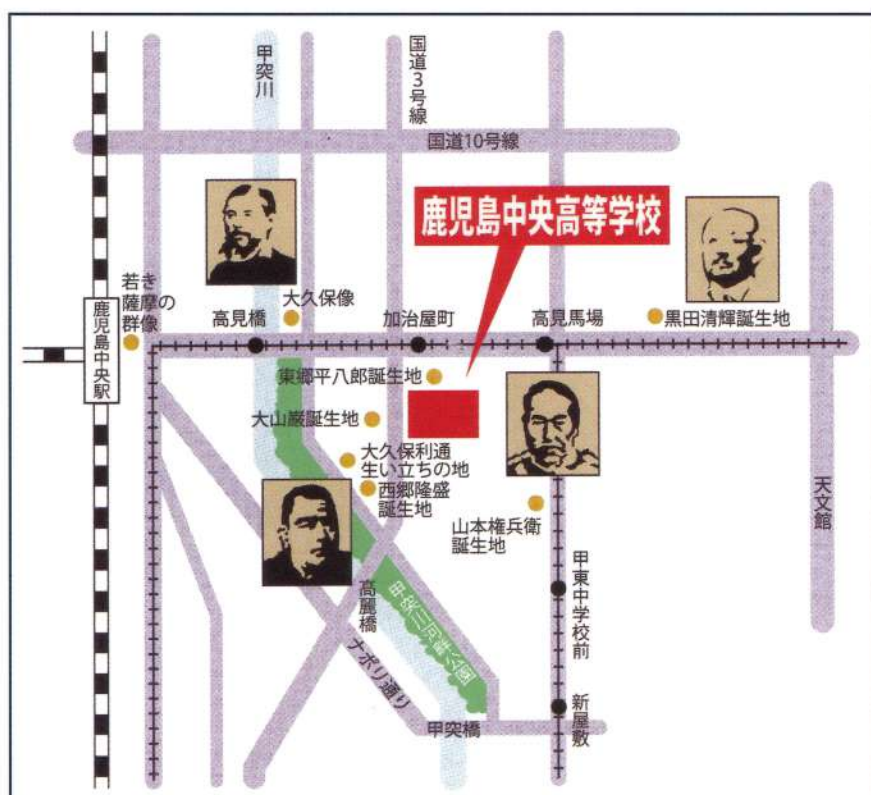 甲突川
国道3号線
国道10号線
鹿児島中央高等学校
若き
薩摩の
群像
鹿児島中央駅
大久保像
高見橋
加治屋町
高見馬場
黒田清輝誕生地
東郷平八郎誕生地
大山巌誕生地
大久保利通
生い立ちの地
西郷隆盛
誕生地
山本権兵衛
誕生地
天文館
高麗橋
甲突川河畔公園
ナポリ通り
甲東中学校前
新屋敷
甲突橋